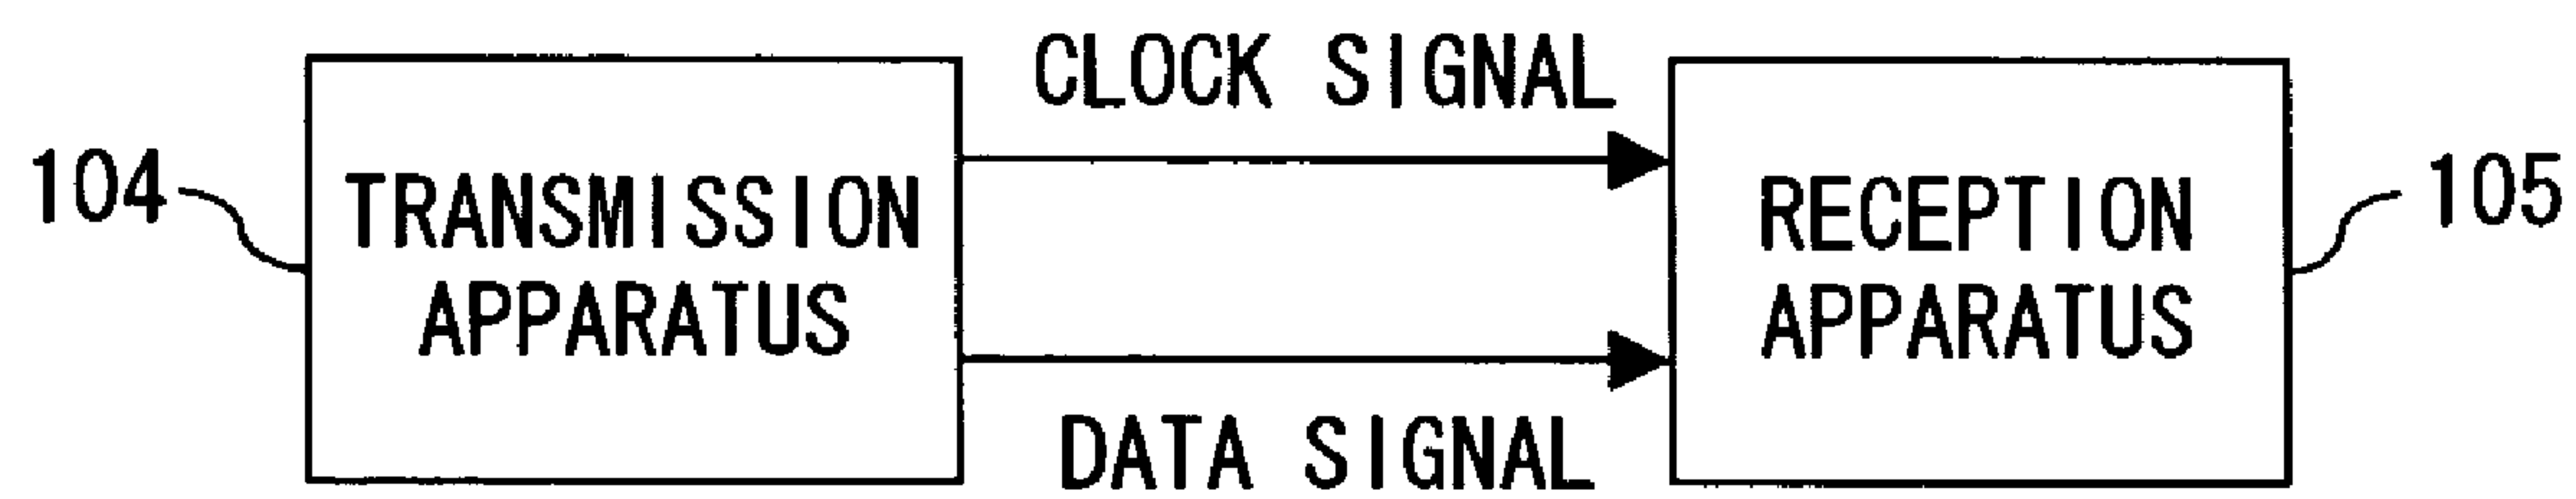 CLOCK SIGNAL
104
TRANSMISSION
APPARATUS
RECEPTION
APPARATUS
105
DATA SIGNAL